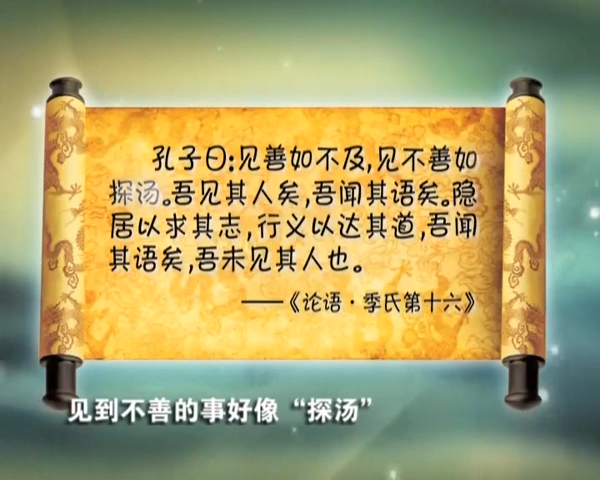 孔子曰:见善如不及,见不善如
探汤。吾见其人矣,吾闻其语矣。隐
居以求其志,行义以达其道,吾闻
其语矣,吾未见其人也。
——《论语·季氏第十六》
见到不善的事好像“探汤”